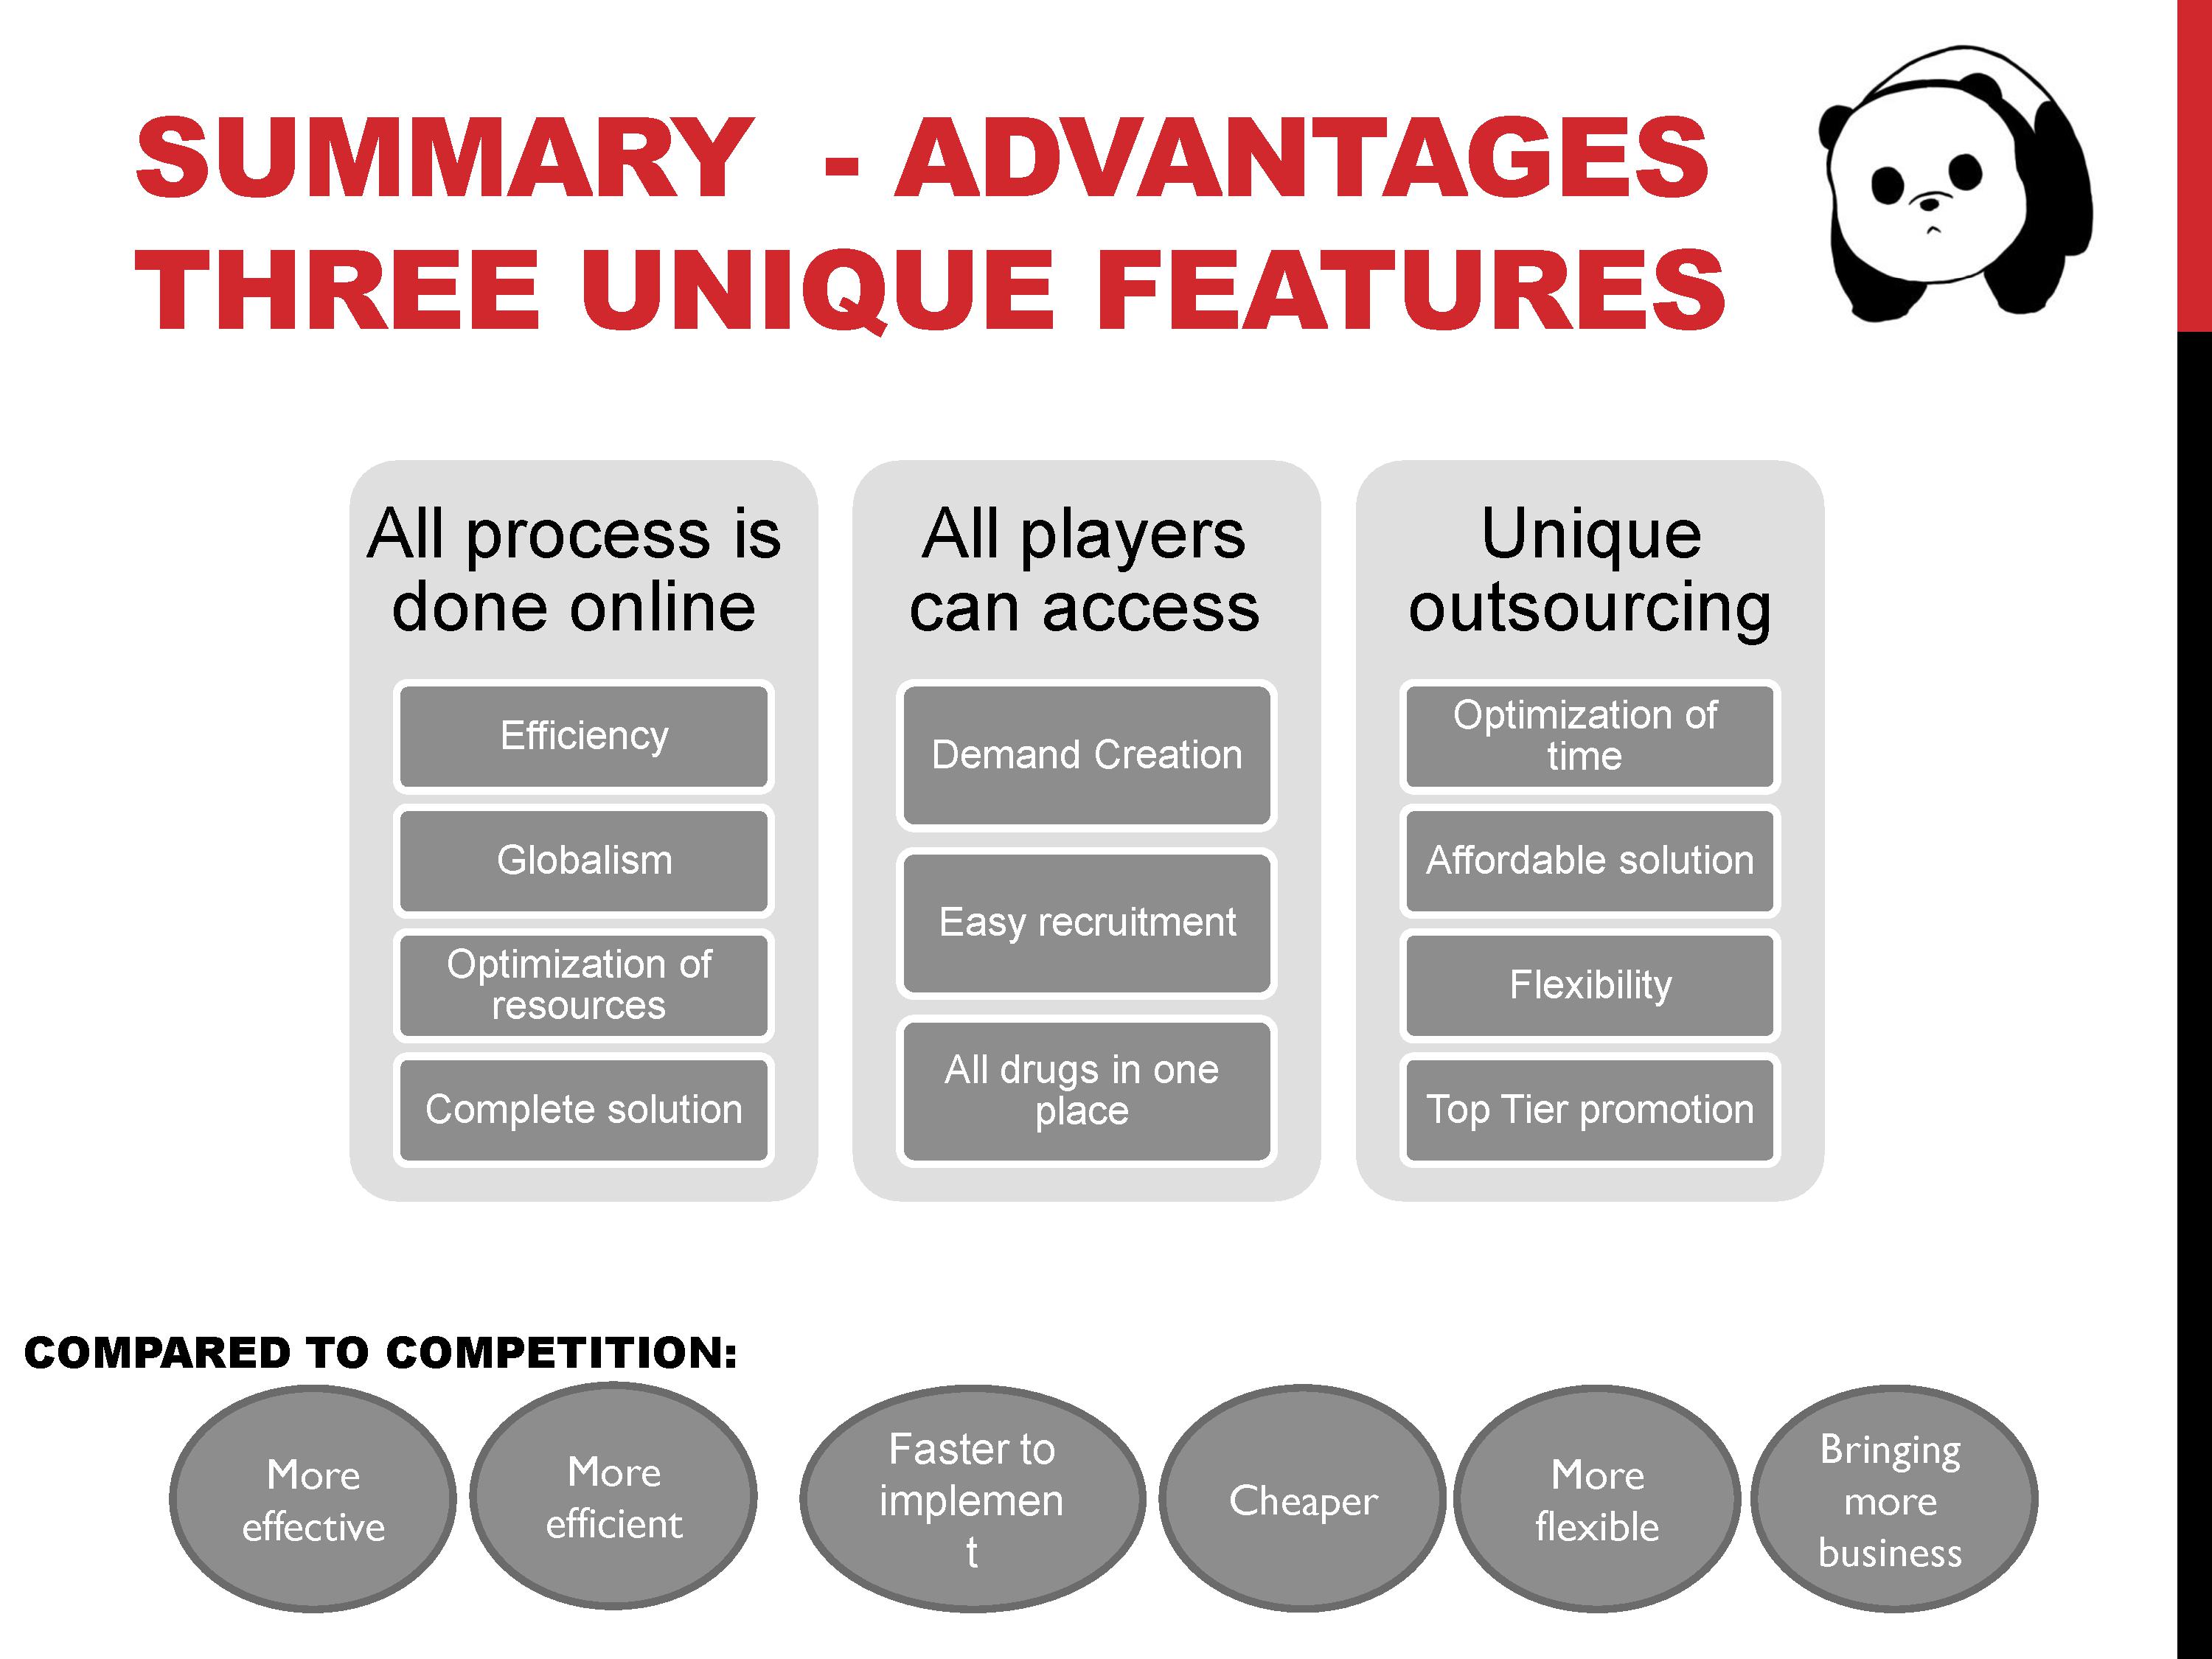 SUMMARY - ADVANTAGES
THREE UNIQUE FEATURES
All process is
done online
Efficiency
Globalism
Optimization of
resources
Complete solution
All players
can access
Demand Creation
Easy recruitment
All drugs in one
place
Unique
outsourcing
Optimization of
time
Affordable solution
Flexibility
Top Tier promotion
COMPARED TO COMPETITION:
More
effective
More
efficient
Faster to
implemen
t
Cheaper
More
flexible
Bringing
more
business